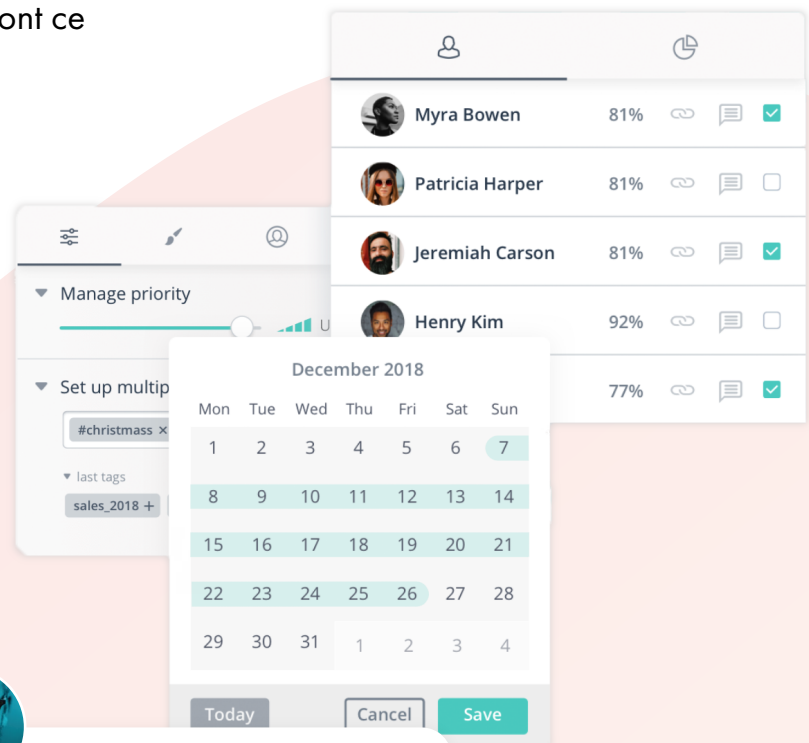 ont ce
Myra Bowen 81%
Patricia Harper 81%
Jeremiah Carson 81%
Henry Kim 92%
77%
Manage priority
U
Set up multip
#christmass ×
last tags
sales_2018 +
December 2018
Mon Tue Wed Thu Fri Sat Sun
1 2 3 4 5 6 7
8 9 10 11 12 13 14
15 16 17 18 19 20 21
22 23 24 25 26 27 28
29 30 31 1 2 3 4
Today Cancel Save